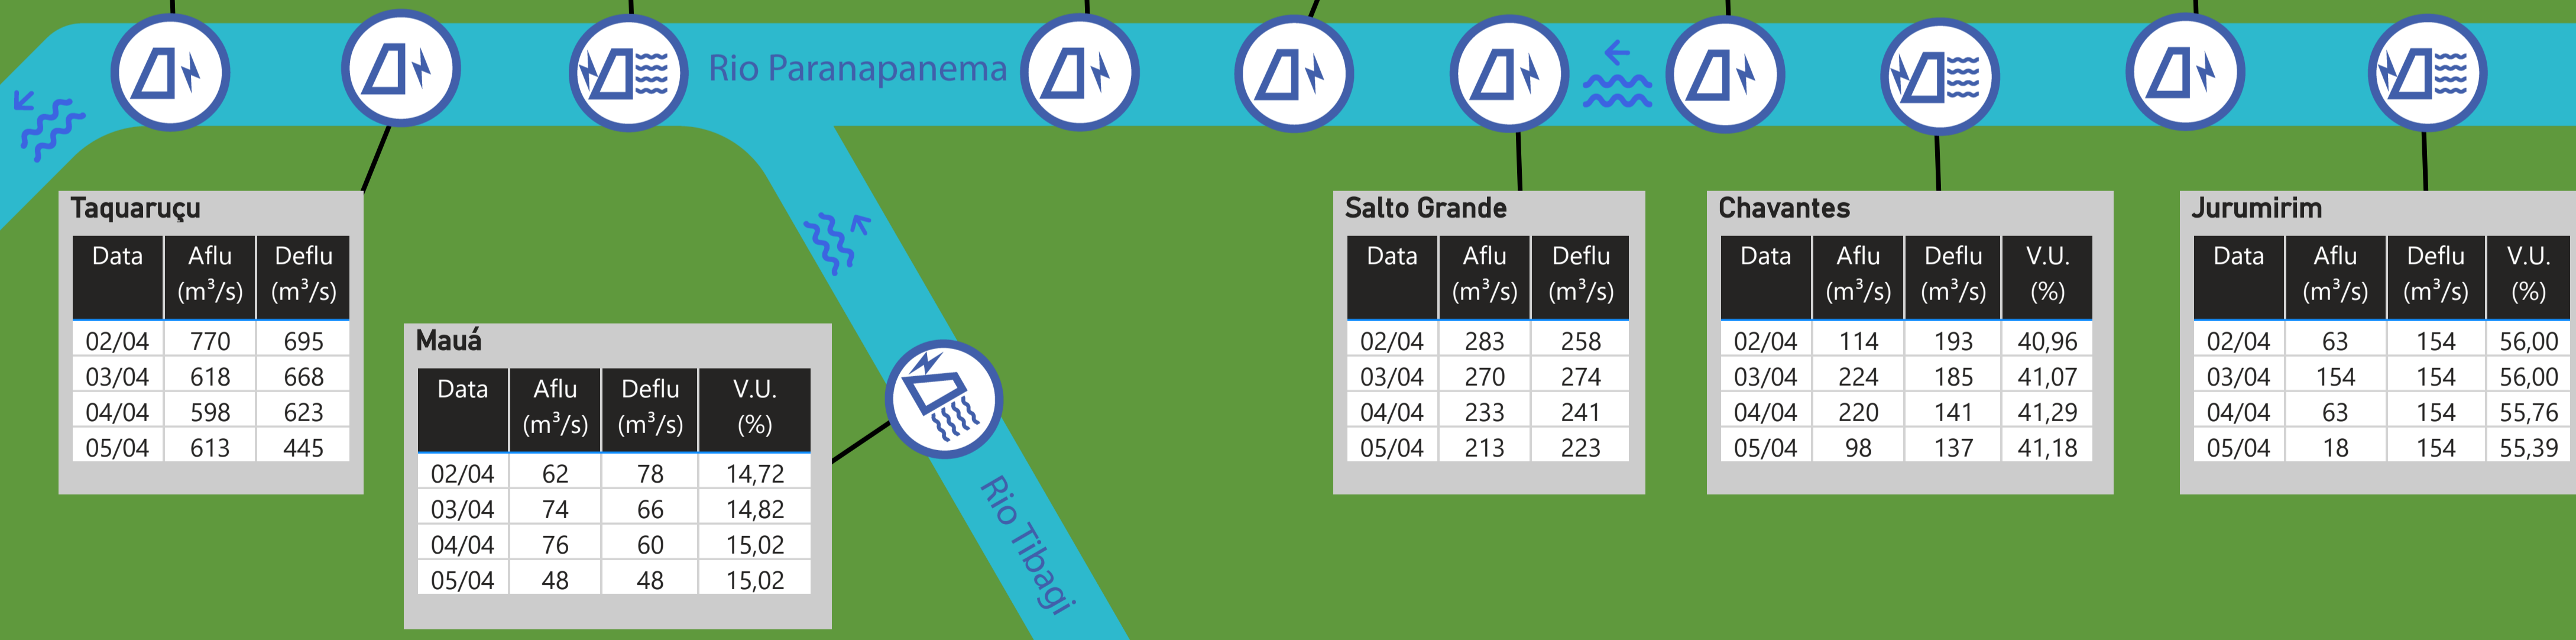 Rio Paranapanema
Taquaruçu
Data Aflu (m³/s) Deflu (m³/s)
02/04 770 695
03/04 618 668
04/04 598 623
05/04 613 445
Mauá
Data Aflu (m³/s) Deflu (m³/s) V.U. (%)
02/04 62 78 14,72
03/04 74 66 14,82
04/04 76 60 15,02
05/04 48 48 15,02
Rio Tibagi
Salto Grande
Data Aflu (m³/s) Deflu (m³/s)
02/04 283 258
03/04 270 274
04/04 233 241
05/04 213 223
Chavantes
Data Aflu (m³/s) Deflu (m³/s) V.U. (%)
02/04 114 193 40,96
03/04 224 185 41,07
04/04 220 141 41,29
05/04 98 137 41,18
Jurumirim
Data Aflu (m³/s) Deflu (m³/s) V.U. (%)
02/04 63 154 56,00
03/04 154 154 56,00
04/04 63 154 55,76
05/04 18 154 55,39